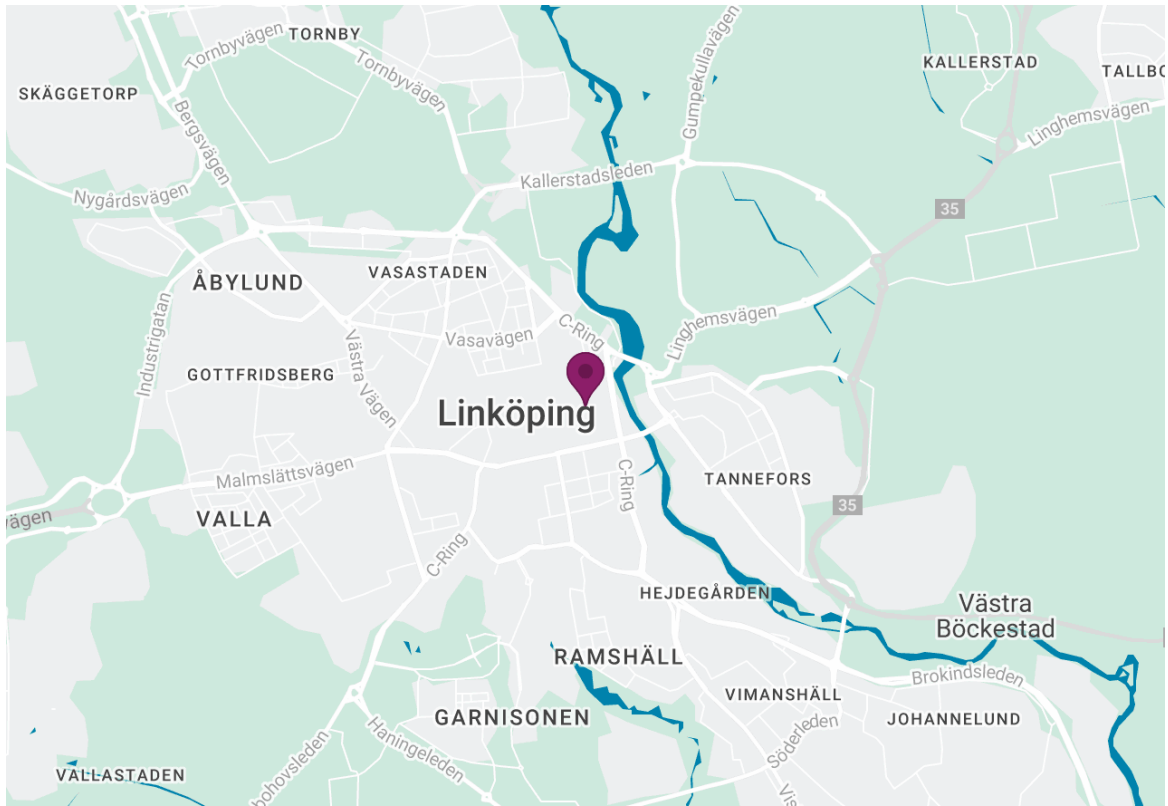 TORNBY
Tornbyvägen
Tornbyvägen
Gumpekullavägen
KALLERSTAD
TALLBO
SKÄGGETORP
Bergsvägen
Linghemsvägen
Kallerstadsleden
Nygårdsvägen
35
VASASTADEN
ÅBYLUND
Industrigatan
Linghemsvägen
C-Ring
Vasavägen
Västra Vägen
GOTTFRIDSBERG
Linköping
Malmslättsvägen
C-Ring
TANNEFORS
35
vägen
VALLA
C-Ring
HEJDEGÅRDEN
Västra
Böckestad
RAMSHÄLL
Brokindsleden
VIMANSHÄLL
GARNISONEN
JOHANNELUND
Söderleden
Haningeleden
bohovsleden
VALLASTADEN
Vis